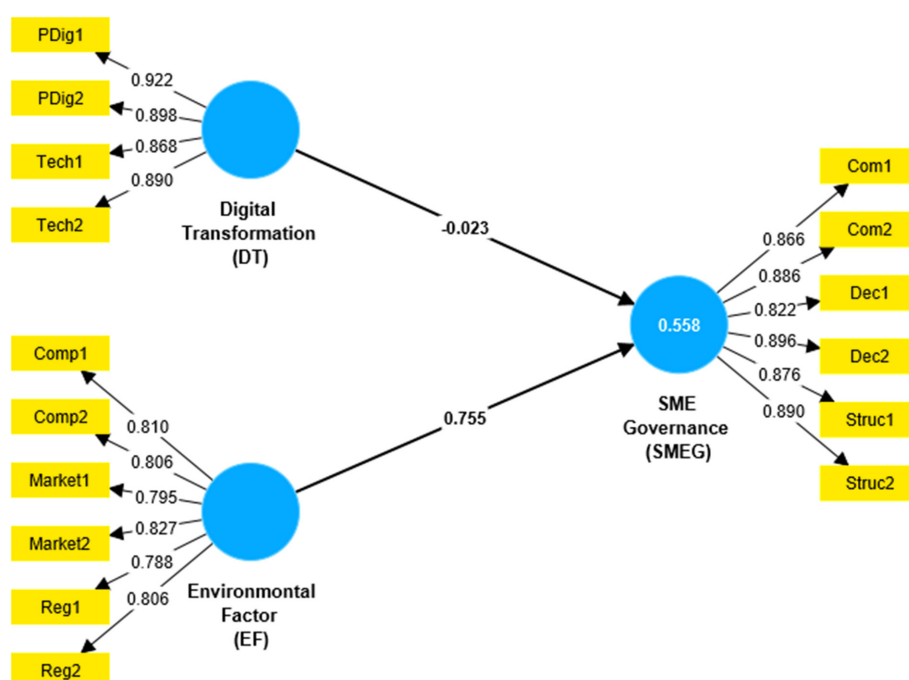 PDig1
0.922
PDig2
0.898
Tech1
0.868
Tech2
0.890
Digital
Transformation
(DT)
-0.023
Comp1
0.810
Comp2
0.806
Market1
0.795
Market2
0.827
Reg1
0.788
Reg2
0.806
Environmental
Factor
(EF)
0.755
0.558
SME
Governance
(SMEG)
Com1
0.866
Com2
0.886
Dec1
0.822
Dec2
0.896
Struc1
0.876
Struc2
0.890